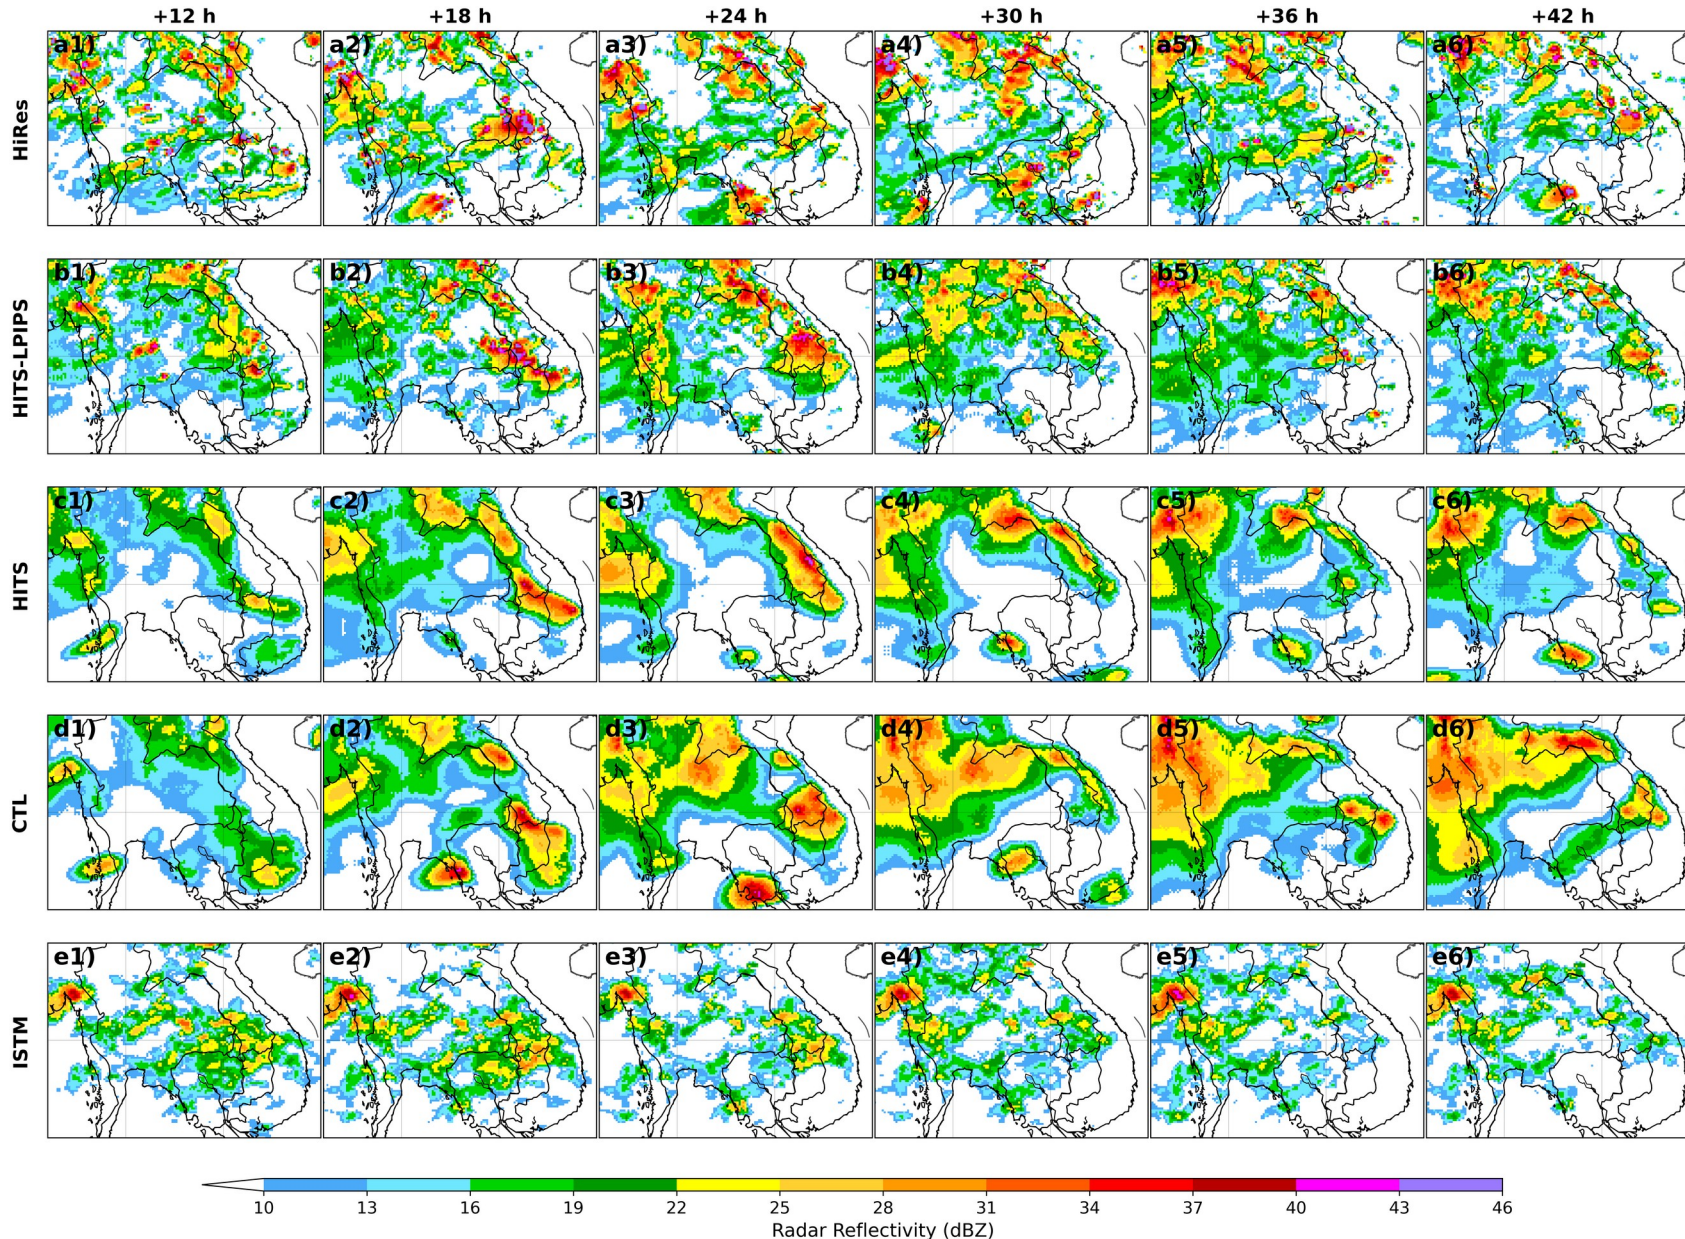 +12 h +18 h +24 h +30 h +36 h +42 h
HiRes
a1) a2) a3) a4) a5) a6)
HITS-LPIPS
b1) b2) b3) b4) b5) b6)
HITS
c1) c2) c3) c4) c5) c6)
CTL
d1) d2) d3) d4) d5) d6)
ISTM
e1) e2) e3) e4) e5) e6)
10 13 16 19 22 25 28 31 34 37 40 43 46
Radar Reflectivity (dBZ)